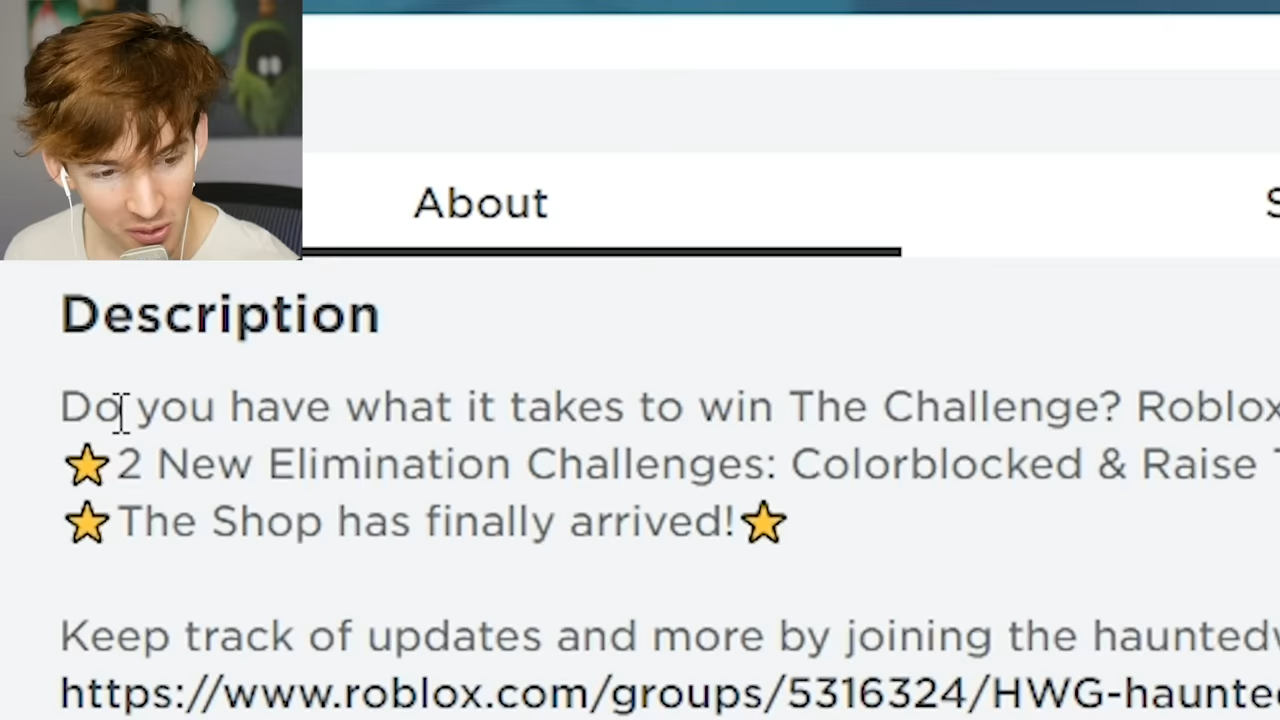 About
Description
Do you have what it takes to win The Challenge? Roblox
⭐2 New Elimination Challenges: Colorblocked & Raise
⭐The Shop has finally arrived!⭐
Keep track of updates and more by joining the
https://www.roblox.com/groups/5316324/HWG-